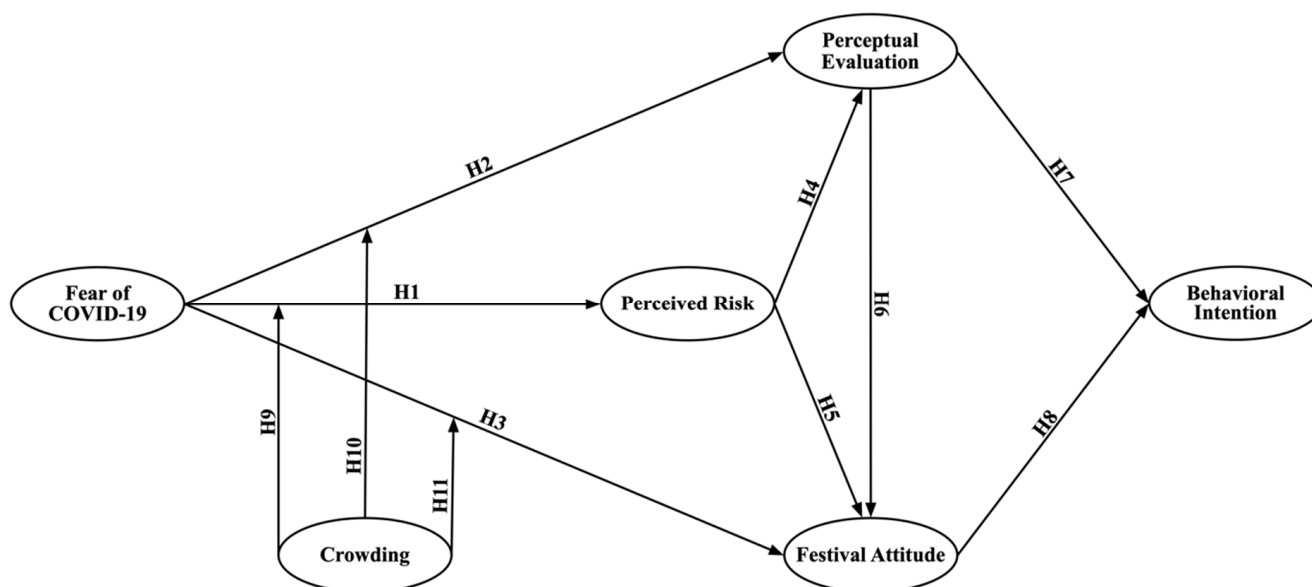 Perceptual
Evaluation
H2
H4
H7
Fear of
COVID-19
H1
Perceived Risk
H6
Behavioral
Intention
H9
H10
H11
H3
H5
H8
Crowding
Festival Attitude